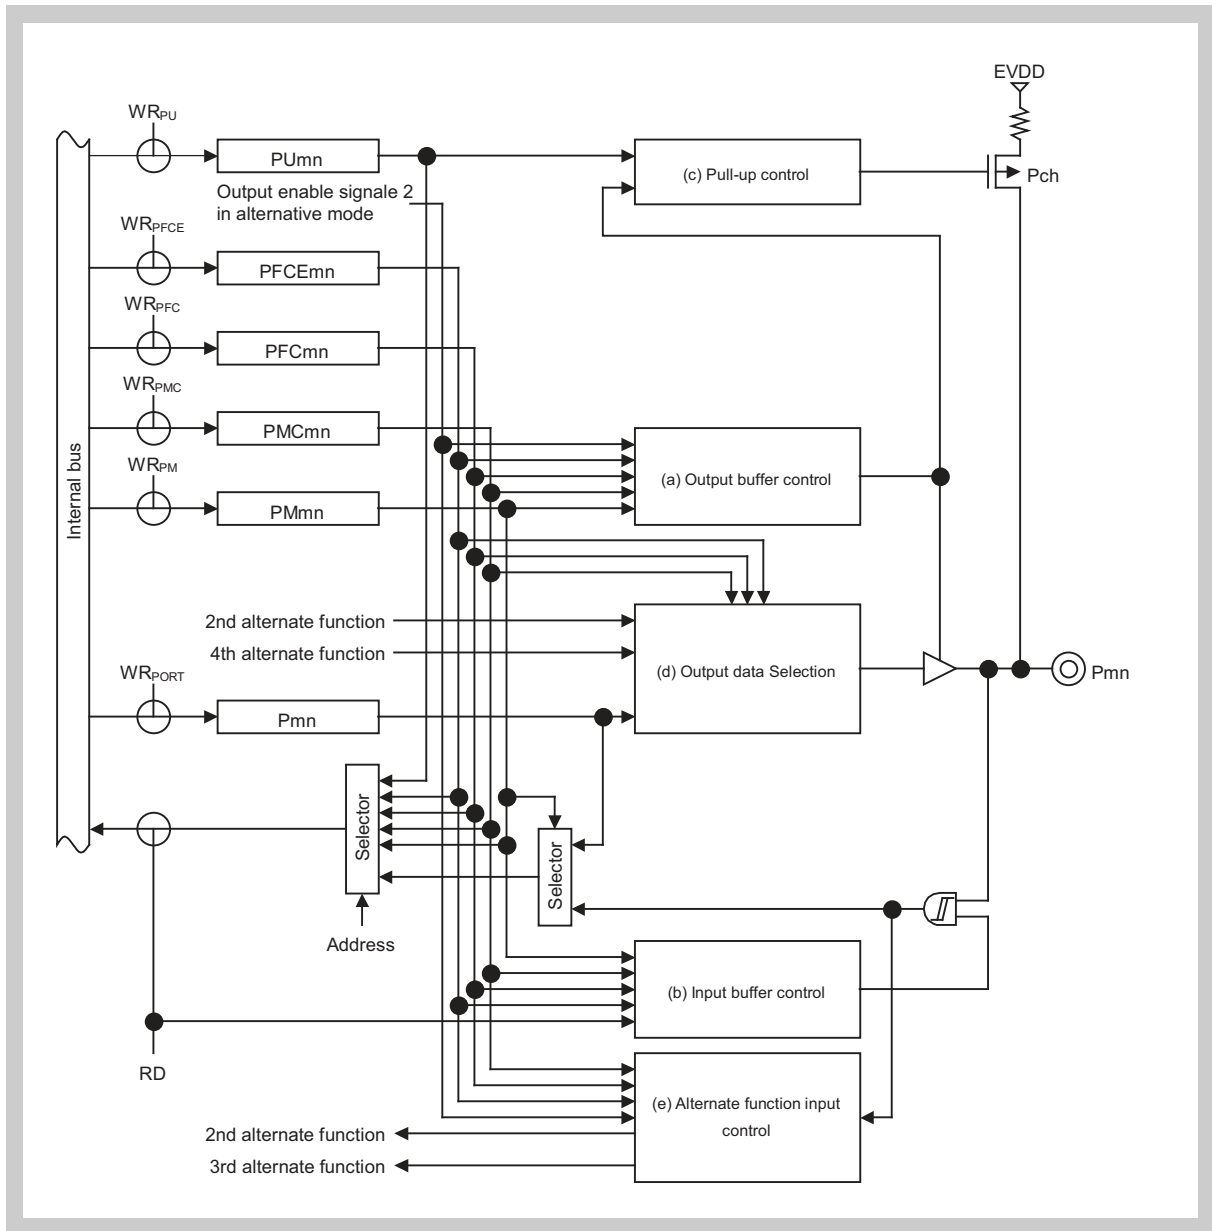 EVDD
WRPU
PUmn
(c) Pull-up control
Pch
Output enable signale 2
in alternative mode
WRPFCE
PFCEmn
WRPFC
PFCmn
WRPMC
PMCmn
(a) Output buffer control
Internal bus
WRPM
PMmn
2nd alternate function
4th alternate function
(d) Output data Selection
WRPORT
Pmn
Pmn
Selector
Selector
Address
(b) Input buffer control
RD
(e) Alternate function input
control
2nd alternate function
3rd alternate function